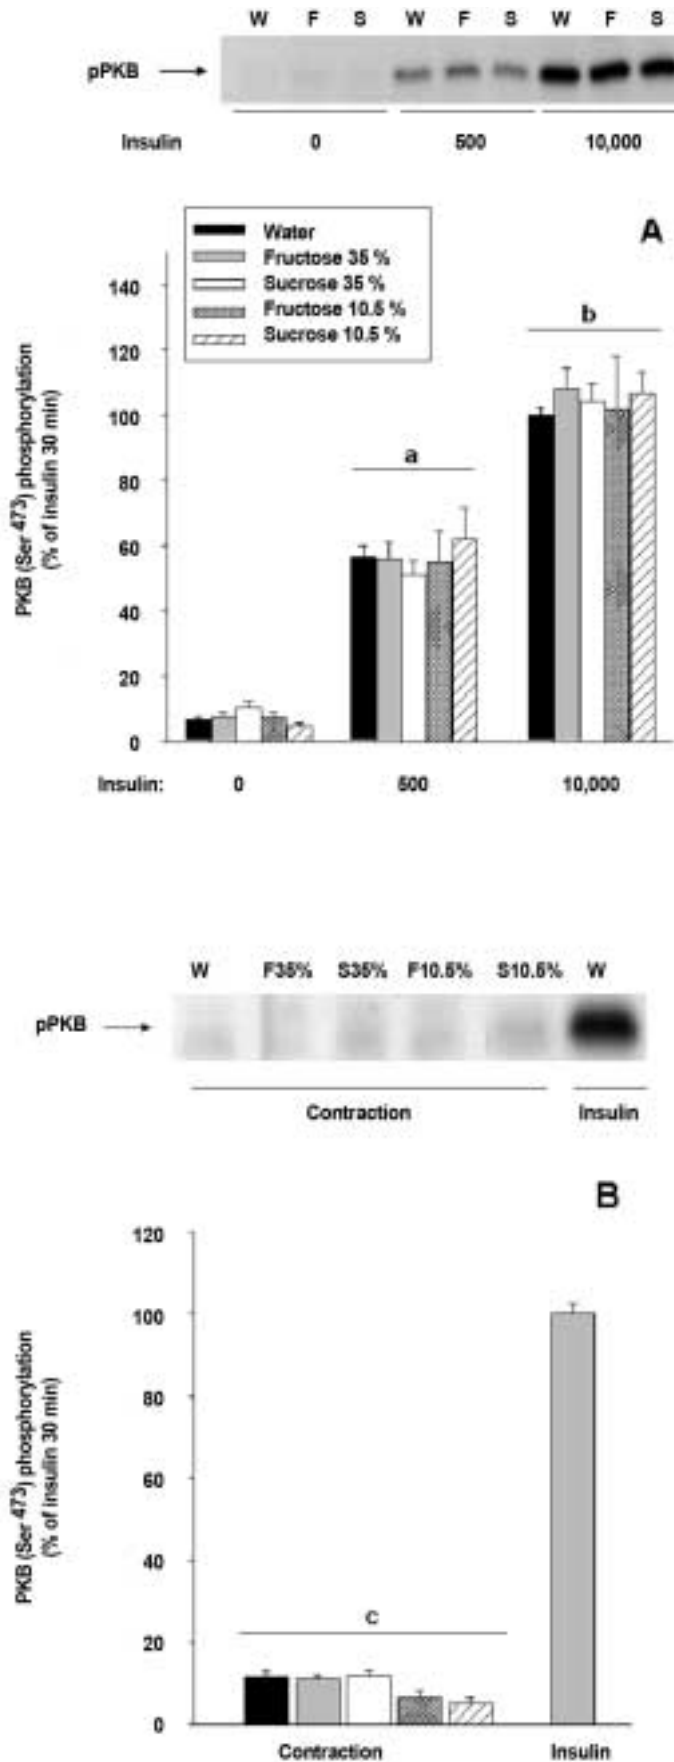 W F S W F S W F S
pPKB
Insulin 0 500 10,000
A
Water
Fructose 35 %
Sucrose 35 %
Fructose 10.5 %
Sucrose 10.5 %
PKB (Ser 473) phosphorylation
(% of insulin 30 min)
140
120
100
80
60
40
20
0
a
b
Insulin: 0 500 10,000
W F35% S35% F10.5% S10.5% W
pPKB
Contraction Insulin
B
PKB (Ser 473) phosphorylation
(% of insulin 30 min)
120
100
80
60
40
20
0
c
Contraction Insulin